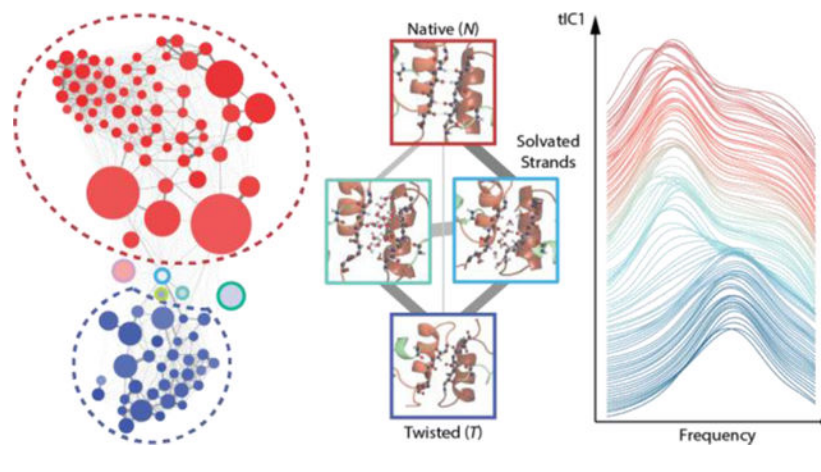 Native (N)
tIC1
Solvated
Strands
Twisted (T)
Frequency